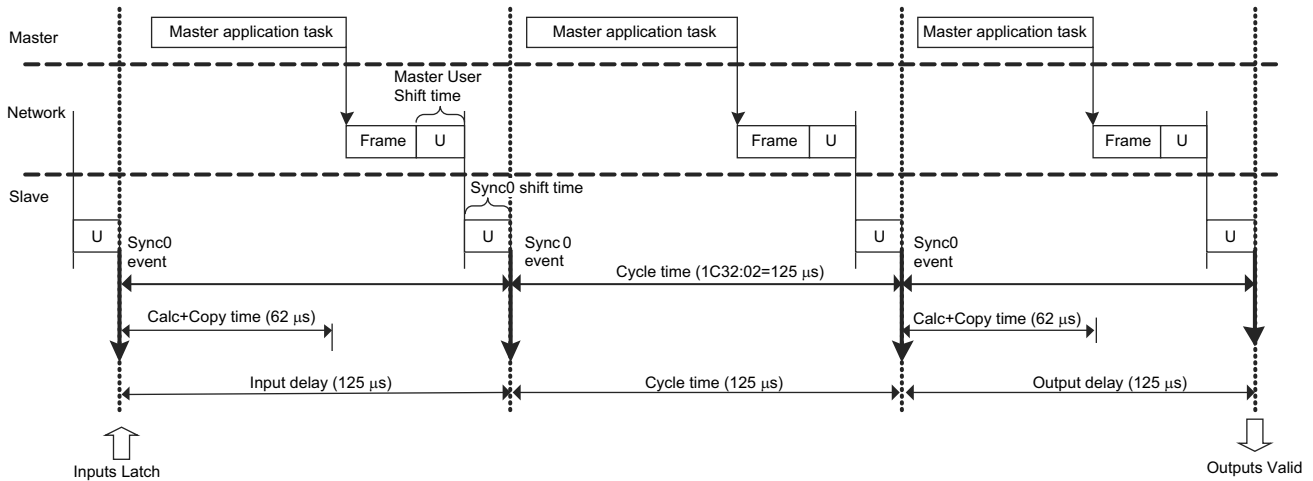 Master
Master application task
Master application task
Master application task
Master User
Shift time
Network
Frame
U
Frame
U
Frame
U
Slave
Sync0 shift time
U
U
U
U
Sync0
event
Sync0
event
Sync0
event
Cycle time (1C32:02=125 μs)
Calc+Copy time (62 μs)
Calc+Copy time (62 μs)
Input delay (125 μs)
Cycle time (125 μs)
Output delay (125 μs)
Inputs Latch
Outputs Valid